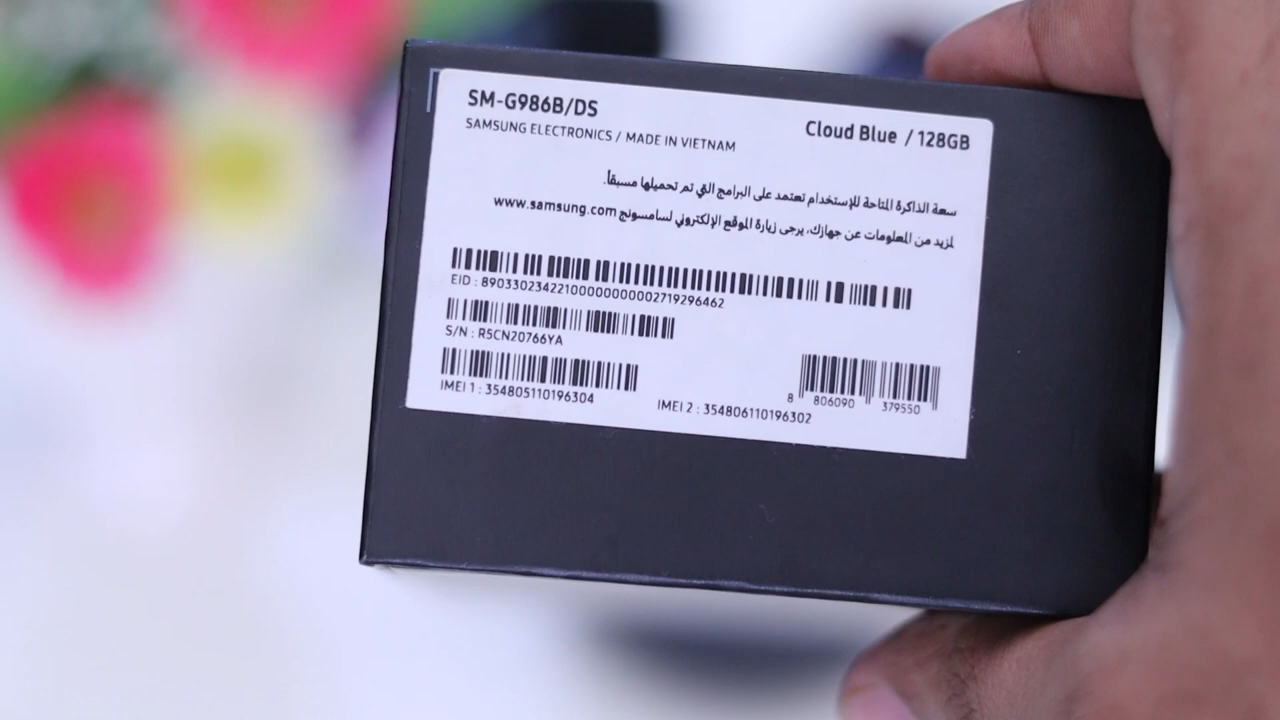 SM-G986B/DS
SAMSUNG ELECTRONICS / MADE IN VIETNAM
Cloud Blue / 128GB
سعة الذاكرة المتاحة للإستخدام تعتمد على البرامج التي تم تحميلها مسبقاً.
لمزيد من المعلومات عن جهازك، يرجى زيارة الموقع الإلكتروني لسامسونج www.samsung.com
EID : 89033023422100000000002719296462
S/N : R5CN20766YA
IMEI 1 : 354805110196304
IMEI 2 : 354806110196302
8 806090 379550